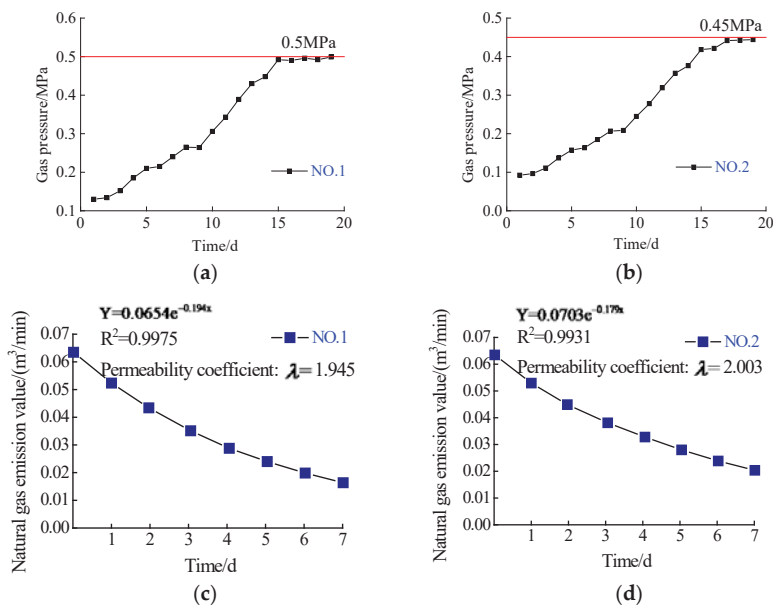 0.6
0.5MPa
0.5
0.4
0.3
0.2
0.1
NO.1
Gas pressure/MPa
0 5 10 15 20
Time/d
(a)
0.5
0.45MPa
0.4
0.3
0.2
0.1
0.0
NO.2
Gas pressure/MPa
0 5 10 15 20
Time/d
(b)
Y=0.0654e⁻⁰·¹⁹⁴ˣ
R²=0.9975
NO.1
Permeability coefficient: λ=1.945
0.07
0.06
0.05
0.04
0.03
0.02
0.01
0.00
Natural gas emission value/(m³/min)
1 2 3 4 5 6 7
Time/d
(c)
Y=0.0703e⁻⁰·¹⁷⁹ˣ
R²=0.9931
NO.2
Permeability coefficient: λ=2.003
0.07
0.06
0.05
0.04
0.03
0.02
0.01
0.00
Natural gas emission value/(m³/min)
1 2 3 4 5 6 7
Time/d
(d)